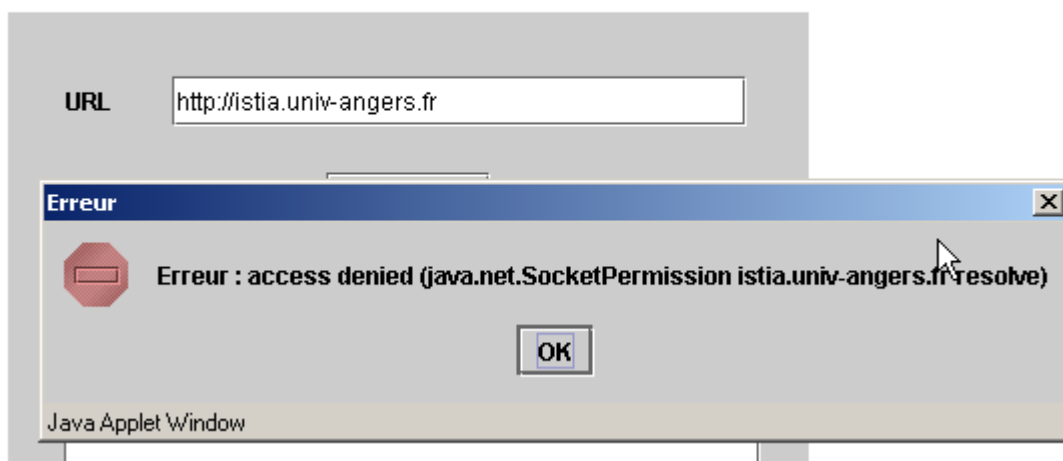 URL http://istia.univ-angers.fr
Erreur
Erreur : access denied (java.net.SocketPermission istia.univ-angers.fr resolve)
OK
Java Applet Window